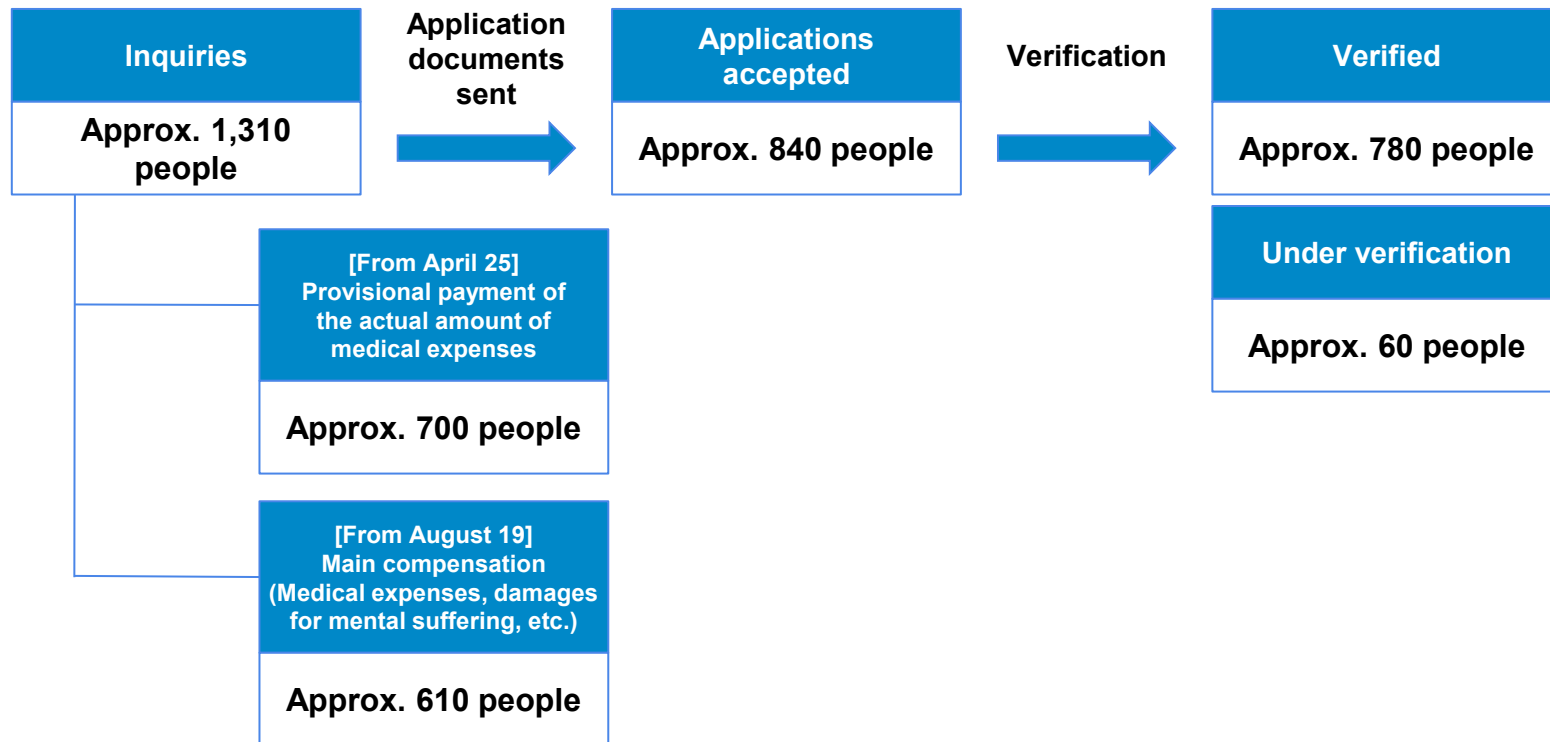 Inquiries
Approx. 1,310
people
Application
documents
sent
Applications
accepted
Approx. 840 people
Verification
Verified
Approx. 780 people
Under verification
Approx. 60 people
[From April 25]
Provisional payment of
the actual amount of
medical expenses
Approx. 700 people
[From August 19]
Main compensation
(Medical expenses, damages
for mental suffering, etc.)
Approx. 610 people